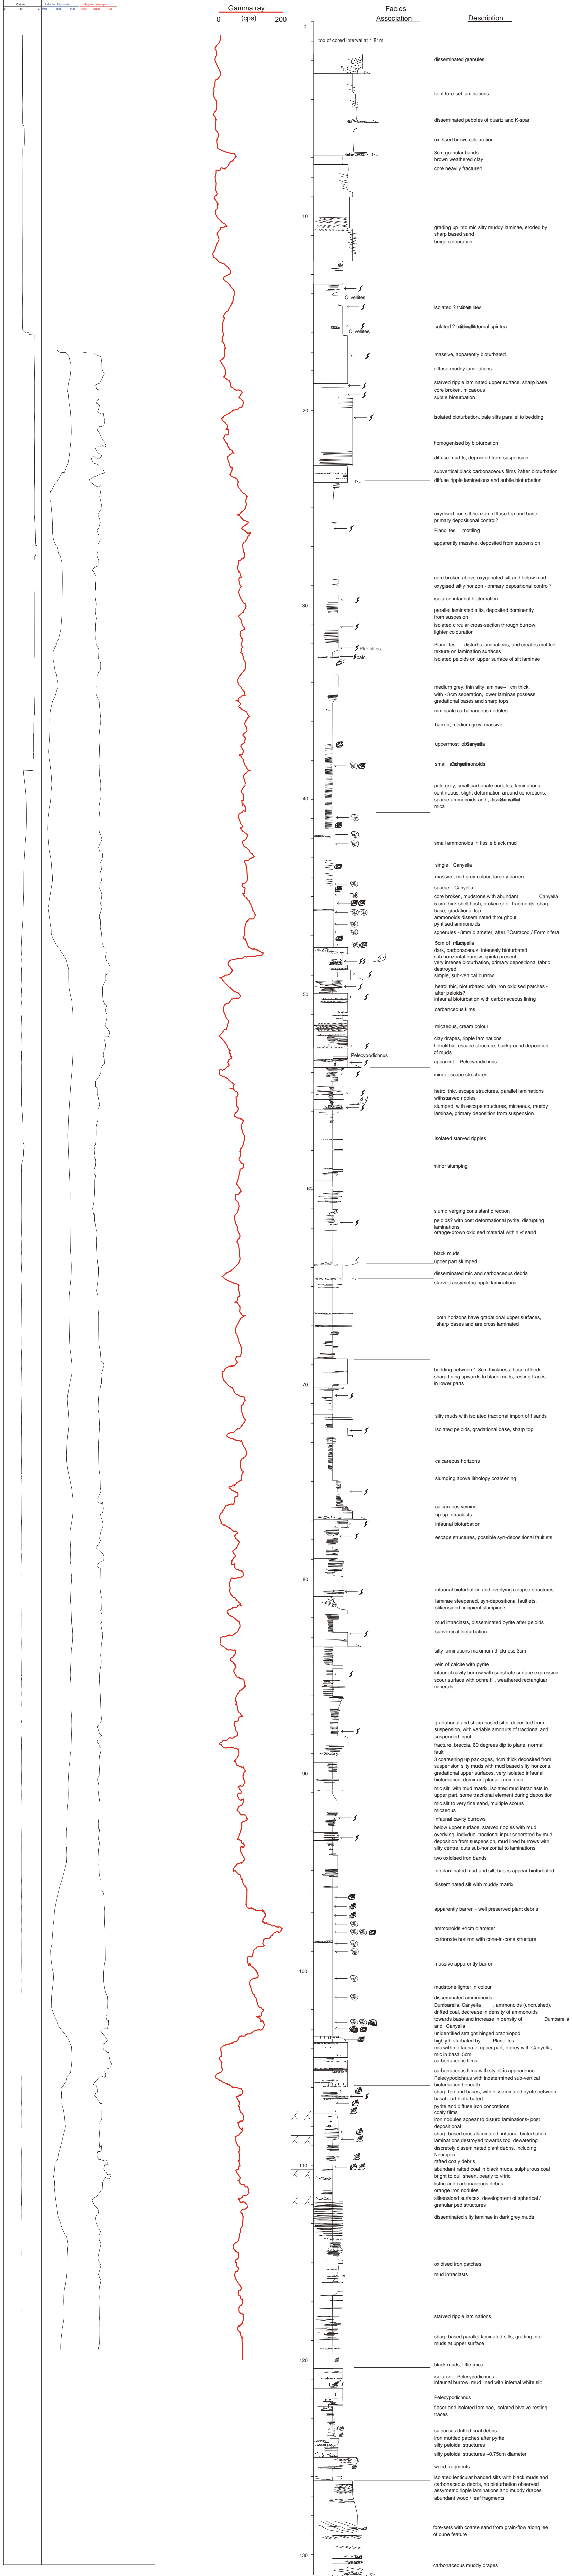 Gamma ray
0 (cps) 200
Facies
Association
Description
0
top of cored interval at 1.81m
disseminated granules
faint fore-set laminations
disseminated pebbles of quartz and K-spar
oxidised brown colouration
3cm granular bands
brown weathered clay
core heavily fractured
10
grading up into mic silty muddy laminae, eroded by
sharp based sand
beige colouration
Olivellites
isolated ? Olivellites
Olivellites
isolated ? internal spiritea
massive, apparently bioturbated
diffuse muddy laminations
starved ripple laminated upper surface, sharp base
core broken, micaeous
subtle bioturbation
20
isolated bioturbation, pale silts parallel to bedding
homogenised by bioturbation
diffuse mud-fs, deposited from suspension
subvertical black carbonaceous films ?after bioturbation
diffuse ripple laminations and subtle bioturbation
oxydised iron silt horizon, diffuse top and base,
primary depositional control?
Planolites mottling
apparently massive, deposited from suspension
core broken above oxygenated silt and below mud
oxygised siltly horizon - primary depositional control?
isolated infaunal bioturbation
30
parallel laminated silts, deposited dominantly
from suspesion
isolated circular cross-section through burrow,
lighter colouration
Planolites
Planolites, disturbs laminations, and creates mottled
texture on lamination surfaces
calc.
isolated peloids on upper surface of silt laminae
medium grey, thin silty laminae~ 1cm thick,
with ~3cm seperation, lower laminae possess
gradational bases and sharp tops
mm scale carbonaceous nodules
barren, medium grey, massive
uppermost Canyella
small ammonoids
pale grey, small carbonate nodules, laminations
continuous, slight deformation around concretions,
sparse ammonoids and , disseminated
mica
40
small ammonoids in fissile black mud
single Canyella
massive, mid grey colour, largely barren
sparse Canyella
core broken, mudstone with abundant Canyella
5 cm thick shell hash, broken shell fragments, sharp
base, gradational top
ammonoids disseminated throughout
pyritised ammonoids
spherules ~3mm diameter, after ?Ostracod / Forminifera
5cm of
dark, carbonaceous, intensely bioturbated
sub horizontal burrow, spirits present
very intense bioturbation, primary depositional fabric
destroyed
simple, sub-vertical burrow
hetrolithic, bioturbated, with iron oxidised patches -
after peloids?
50
infaunal bioturbation with carbonaceous lining
carbanceous films
micaeous, cream colour
clay drapes, ripple laminations
hetrolithic, escape structure, background deposition
of muds
Pelecypodichnus
apparent Pelecypodichnus
minor escape structures
hetrolithic, escape structures, parallel laminations
withstarved ripples
slumped, with escape structures, micaeous, muddy
laminae, primary deposition from suspension
isolated starved ripples
minor slumping
60
slump verging consistant direction
peloids? with post deformational pyrite, disrupting
laminations
orange-brown oxidised material within vf sand
black muds
upper part slumped
disseminated mic and carboaceous debris
starved assymetric ripple laminations
both horizons have gradational upper surfaces,
sharp bases and are cross laminated
bedding between 1-8cm thickness, base of beds
sharp fining upwards to black muds, resting traces
in lower parts
70
silty muds with isolated tractional import of f sands
isolated peloids, gradational base, sharp top
calcareous horizons
slumping above lithology coarsening
calcareous veining
rip-up intraclasts
infaunal bioturbation
escape structures, possible syn-depositional faultlets
80
infaunal bioturbation and overlying colapse structures
laminae steepened, syn-depositional faultlets,
slikensided, incipient slumping?
mud intraclasts, disseminated pyrite after peloids
subvertical bioturbation
silty laminations maximum thickness 3cm
vein of calcite with pyrite
infaunal cavity burrow with substrate surface expression
scour surface with ochre fill, weathered rectangluar
minerals
gradational and sharp based silts, deposited from
suspension, with variable amonuts of tractional and
suspended input
fracture, breccia, 60 degrees dip to plane, normal
fault
90
3 coarsening up packages, 4cm thick deposited from
suspension silty muds with mud based silty horizons,
gradational upper surfaces, very isolated infaunal
bioturbation, dominant planar lamination
mic silt with mud matrix, isolated mud intraclasts in
upper part, some tractional element during deposition
mic silt to very fine sand, multiple scours
micaeous
infaunal cavity burrows
below upper surface, starved ripples with mud
overlying, individual tractional input seperated by mud
deposition from suspension, mud lined burrows with
silty centre, cuts sub-horizontal to laminations
two oxidised iron bands
interlaminated mud and silt, bases appear bioturbated
disseminated silt with muddy matrix
apparently barren - well preserved plant debris
ammonoids +1cm diameter
carbonate horizon with cone-in-cone structure
100
massive apparently barren
mudstone lighter in colour
disseminated ammonoids
Dumbarella, Canyella , ammonoids (uncrushed),
drifted coal, decrease in density of ammonoids
towards base and increase in density of Dumbarella
and Canyella
unidentified straight hinged brachiopod
highly bioturbated by Planolites
mic with no fauna in upper part, d grey with Canyella,
mic in basal 5cm
carbonaceous films
carbonaceous films with stylolitic appearence
Pelecypodichnus with indetermined sub-vertical
bioturbation beneath
sharp top and bases, with disseminated pyrite between
basal part bioturbated
pyrite and diffuse iron concretions
coaly films
iron nodules appear to disturb laminations- post
depositional
sharp based cross laminated, infaunal bioturbation
laminations destroyed towards top, dewatering
discretely disseminated plant debris, including
Neuroptis
rafted coaly debris
110
abundant rafted coal in black muds, sulphurous coal
bright to dull sheen, pearly to vitric
listric and carbonaceous debris
orange iron nodules
slikensided surfaces, development of spherical /
granular ped structures
disseminated silty laminae in dark grey muds
oxidised iron patches
mud intraclasts
starved ripple laminations
sharp based parallel laminated silts, grading into
muds at upper surface
120
black muds, little mica
isolated Pelecypodichnus
infaunal burrow, mud lined with internal white silt
Pelecypodichnus
flaser and isolated laminae, isolated bivalve resting
traces
sulpurous drifted coal debris
iron mottled patches after pyrite
silty peloidal structures
silty peloidal structures ~0.75cm diameter
wood fragments
isolated lenticular banded silts with black muds and
carbonaceous debris, no bioturbation observed
assymetric ripple laminations and muddy drapes
abundant wood / leaf fragments
fore-sets with coarse sand from grain-flow along lee
of dune feature
130
carbonaceous muddy drapes